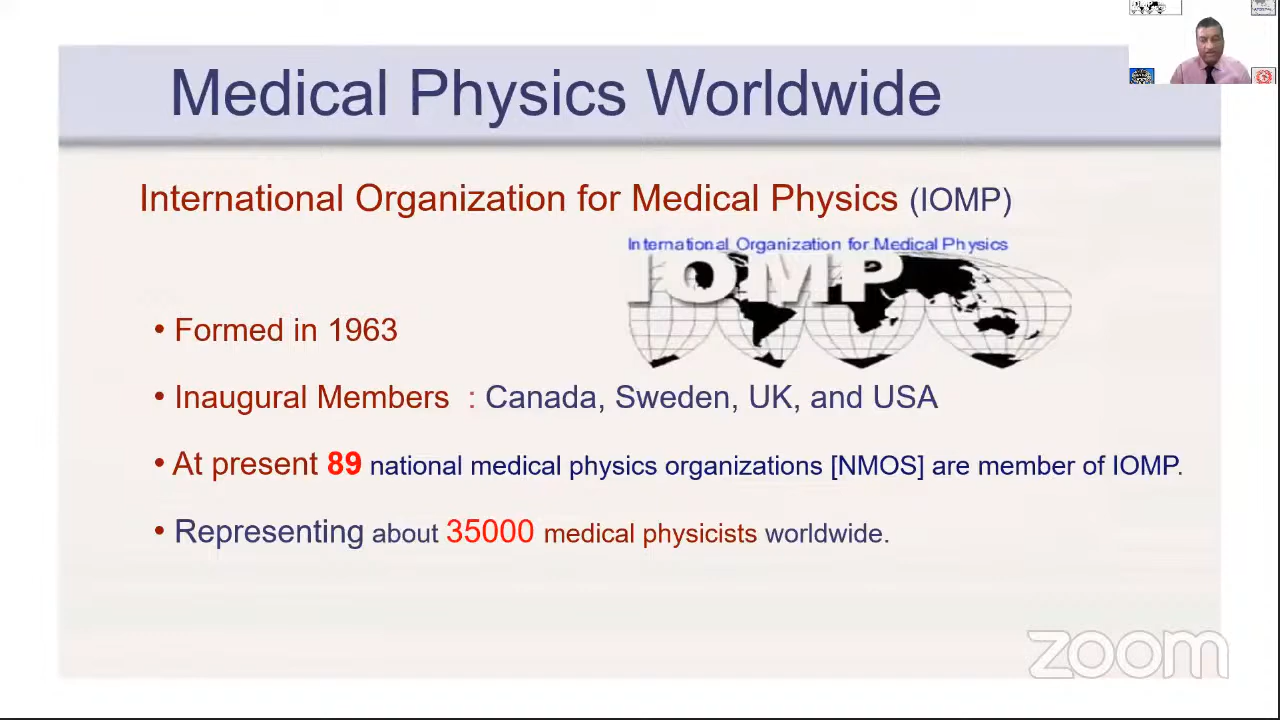 Medical Physics Worldwide
International Organization for Medical Physics (IOMP)
International Organization for Medical Physics
IOMP
• Formed in 1963
• Inaugural Members : Canada, Sweden, UK, and USA
• At present 89 national medical physics organizations [NMOS] are member of IOMP.
• Representing about 35000 medical physicists worldwide.
zoom